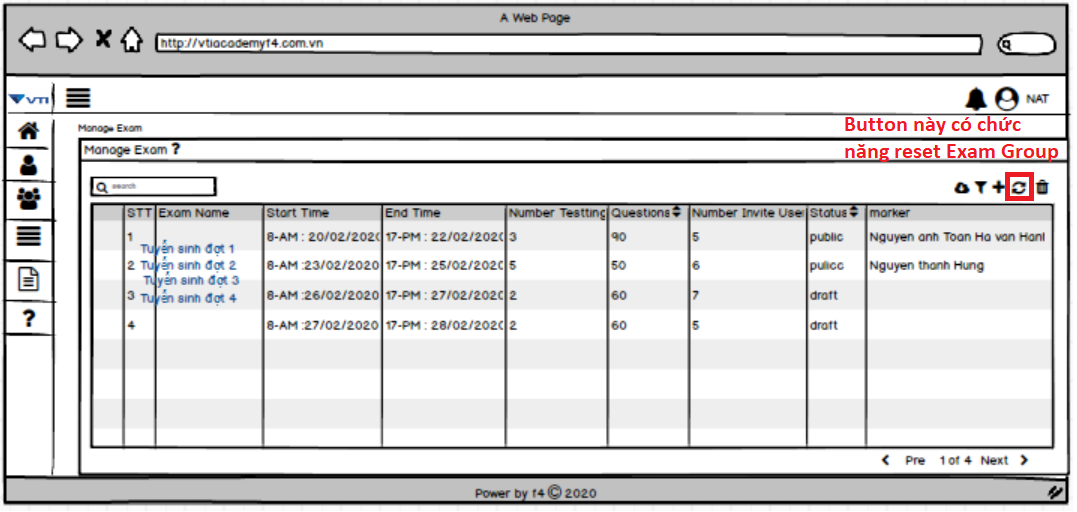 A Web Page
http://vtiacademyf4.com.vn
VTI
NAT
Button này có chức
năng reset Exam Group
Manage Exam
Manage Exam ?
search
STT Exam Name Start Time End Time Number Testting Questions Number Invite User Status marker
1 Tuyển sinh đợt 1 8-AM : 20/02/2020 17-PM : 22/02/2020 3 90 5 public Nguyen anh Toan Ha van Hanh
2 Tuyển sinh đợt 2 8-AM :23/02/2020 17-PM : 25/02/2020 5 50 6 pulicc Nguyen thanh Hung
Tuyển sinh đợt 3
3 Tuyển sinh đợt 4 8-AM :26/02/2020 17-PM : 27/02/2020 2 60 7 draft
4 8-AM :27/02/2020 17-PM : 28/02/2020 2 60 5 draft
?
Pre 1 of 4 Next
Power by f4 © 2020